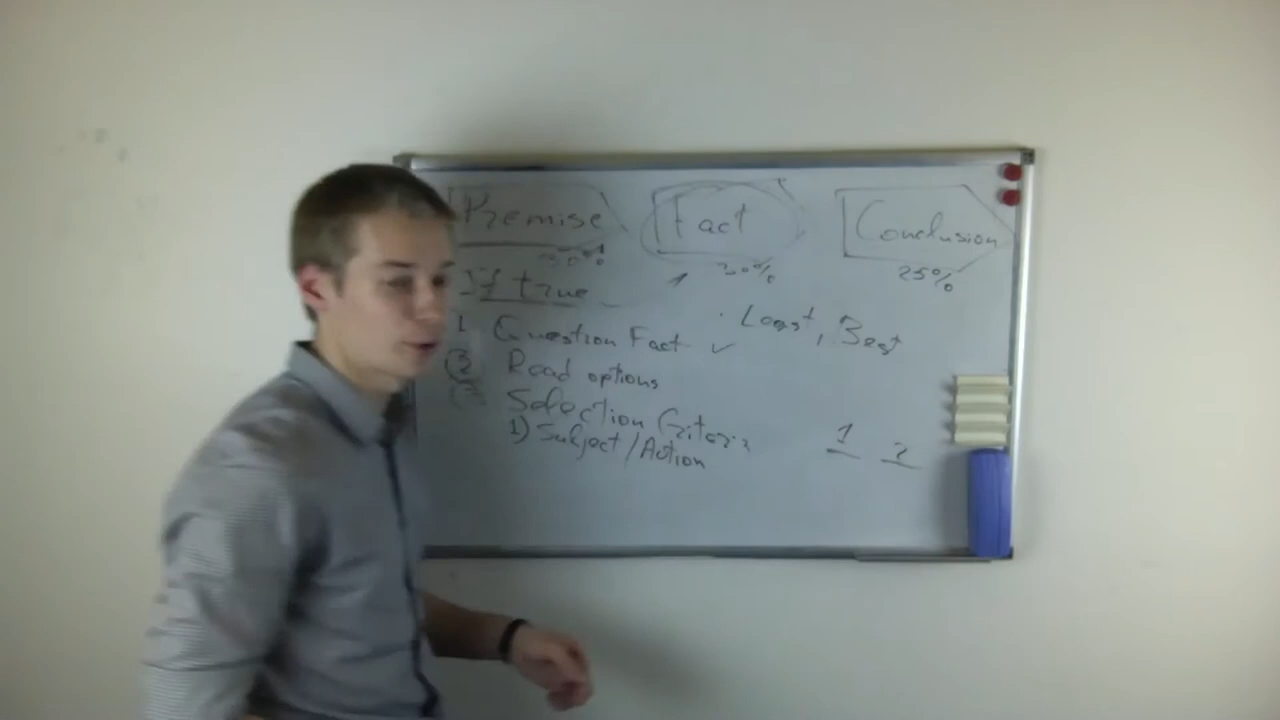 Premise Fact Conclusion
30% 25%
If true
1 Question Fact ✓ · Least, Best
2 Read options
Selection Criteria
1) Subject/Action 1 2